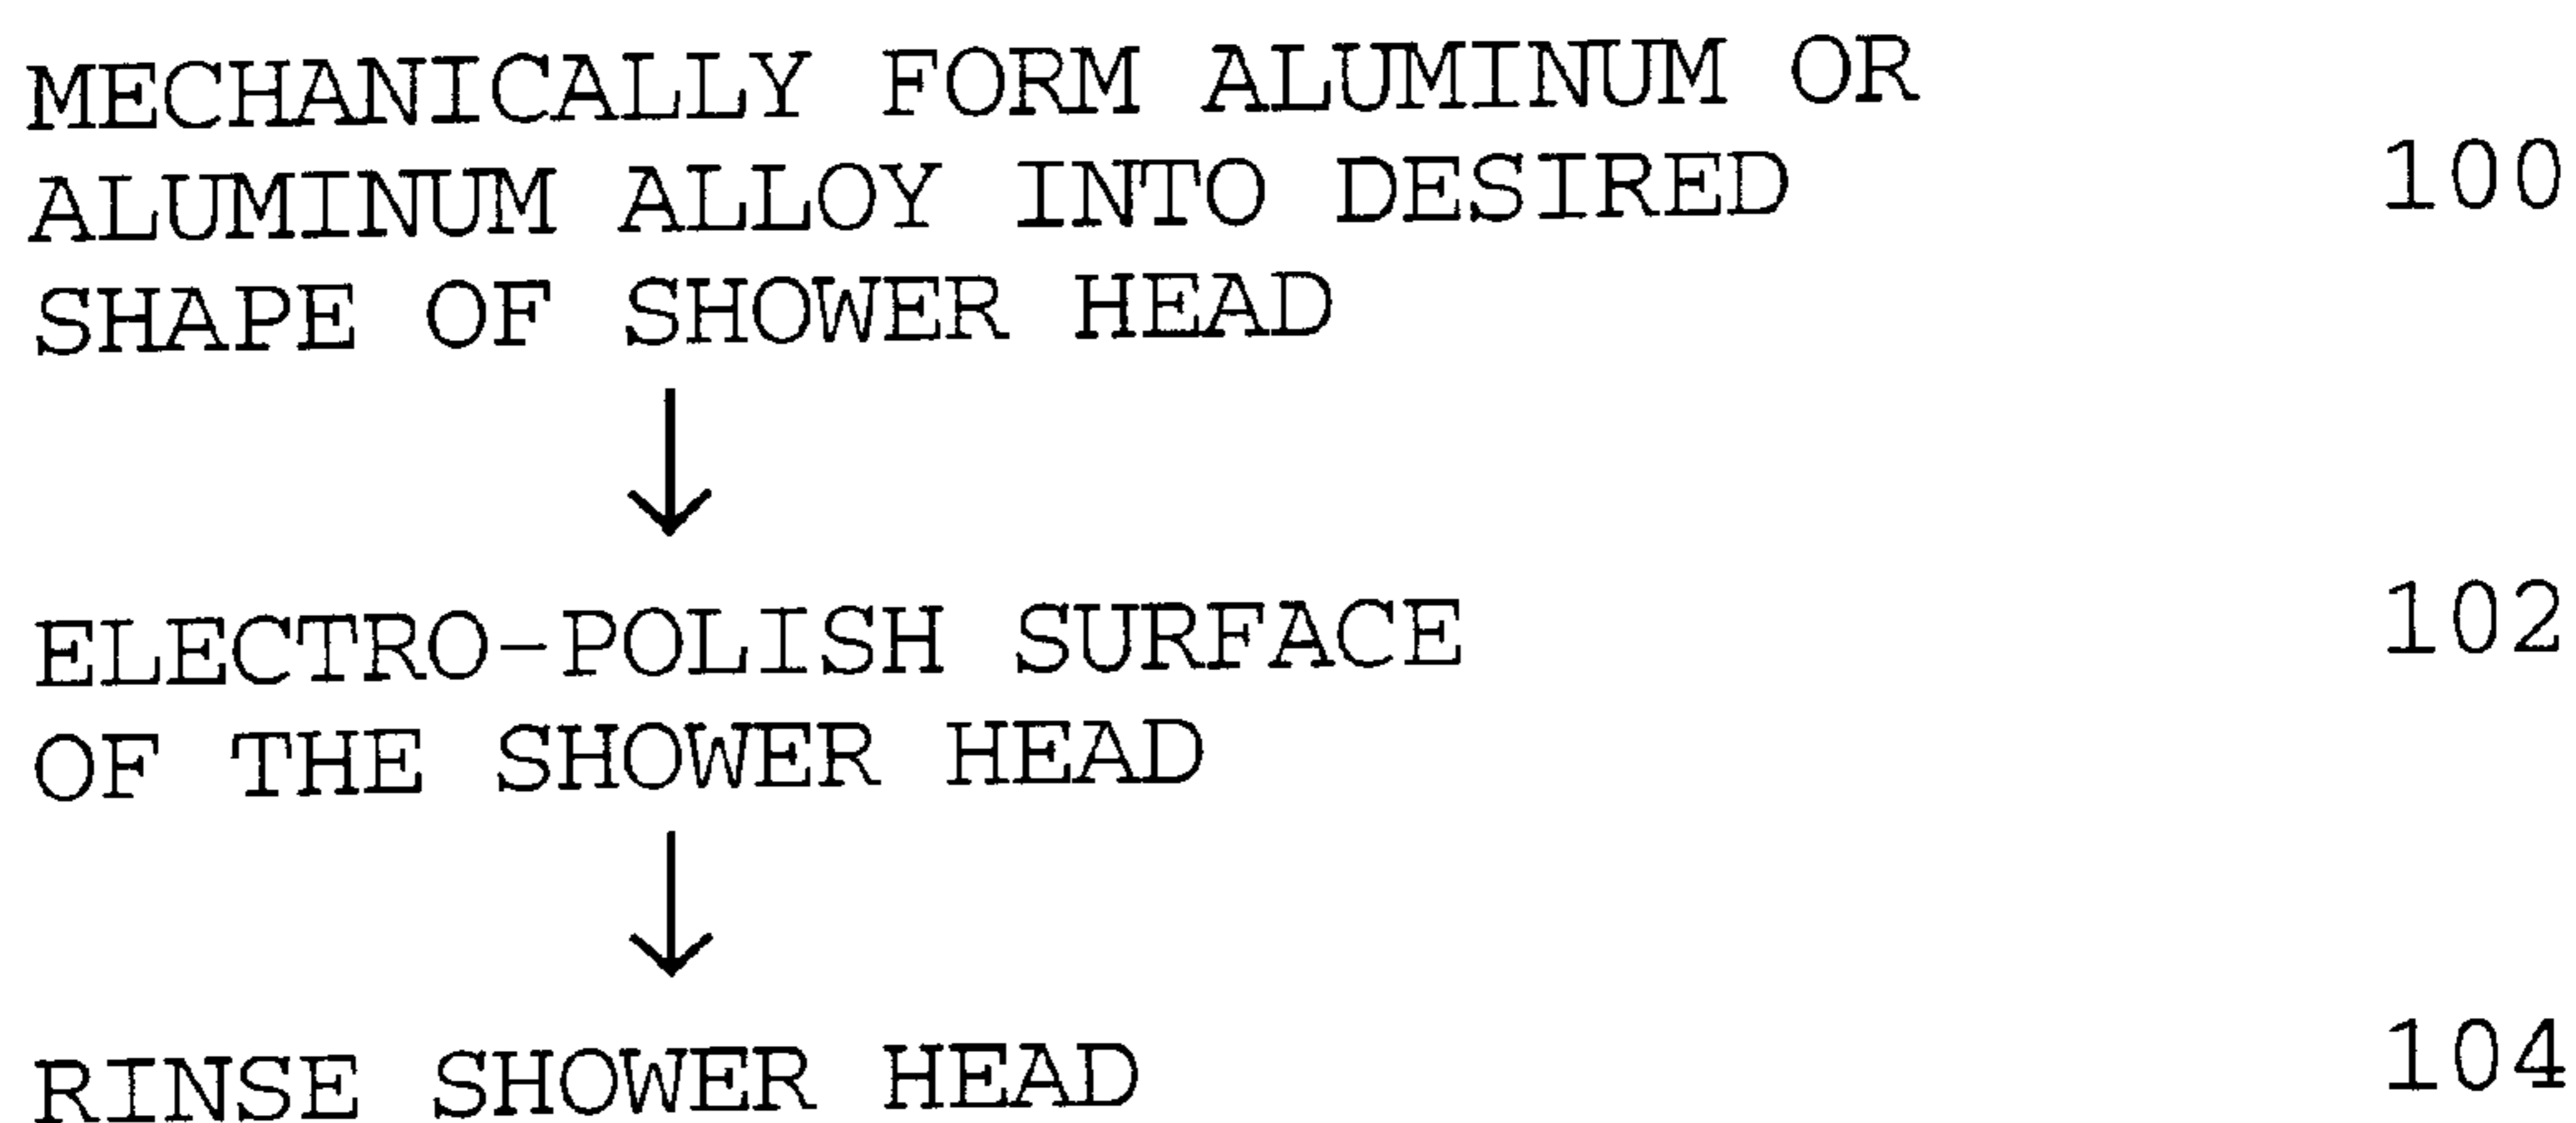 MECHANICALLY FORM ALUMINUM OR
ALUMINUM ALLOY INTO DESIRED 100
SHAPE OF SHOWER HEAD
ELECTRO-POLISH SURFACE 102
OF THE SHOWER HEAD
RINSE SHOWER HEAD 104